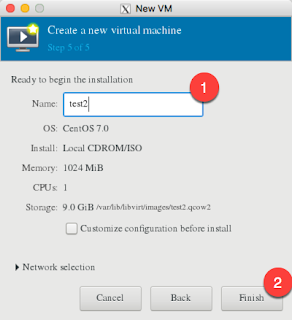 New VM
Create a new virtual machine
Step 5 of 5
Ready to begin the installation
1
Name: test2
OS: CentOS 7.0
Install: Local CDROM/ISO
Memory: 1024 MiB
CPUs: 1
Storage: 9.0 GiB /var/lib/libvirt/images/test2.qcow2
Customize configuration before install
Network selection
2
Cancel Back Finish